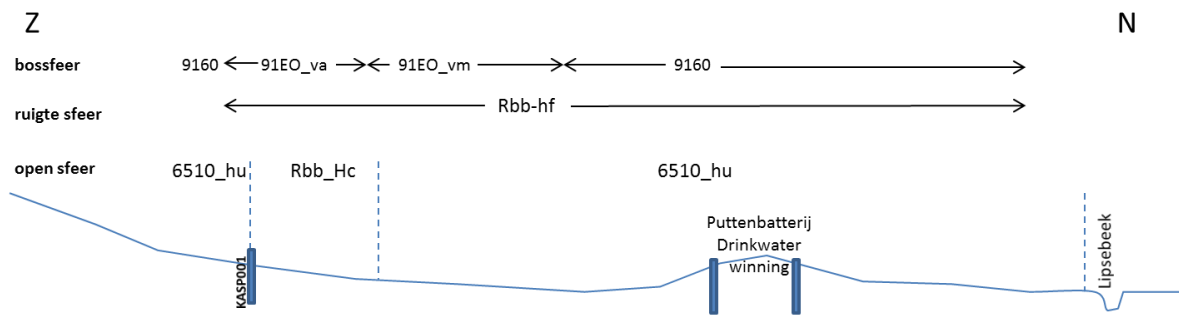 Z N
bossfeer 9160 91EO_va 91EO_vm 9160
ruigte sfeer Rbb-hf
open sfeer 6510_hu Rbb_Hc 6510_hu
Puttenbatterij
Drinkwater
winning
KASP001
Lipsebeek